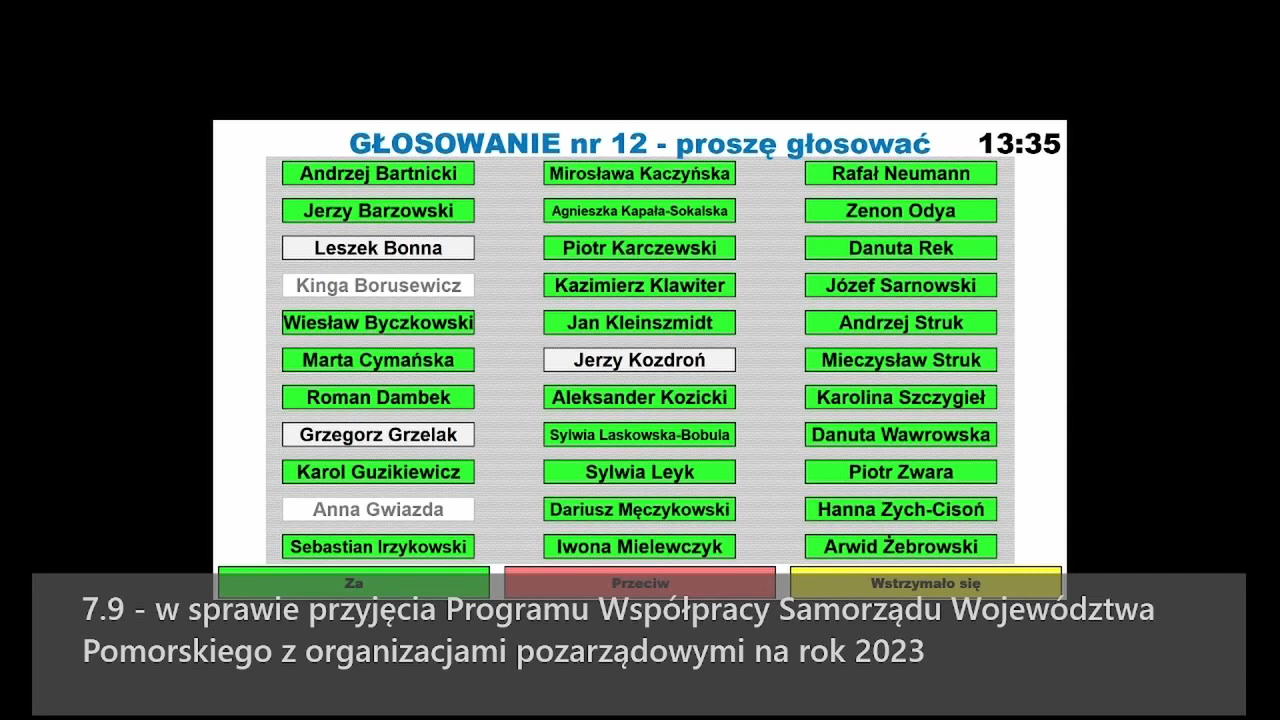 GŁOSOWANIE nr 12 - proszę głosować 13:35
Andrzej Bartnicki Mirosława Kaczyńska Rafał Neumann
Jerzy Barzowski Agnieszka Kapała-Sokalska Zenon Odya
Leszek Bonna Piotr Karczewski Danuta Rek
Kinga Borusewicz Kazimierz Klawiter Józef Sarnowski
Wiesław Byczkowski Jan Kleinszmidt Andrzej Struk
Marta Cymańska Jerzy Kozdroń Mieczysław Struk
Roman Dambek Aleksander Kozicki Karolina Szczygieł
Grzegorz Grzelak Sylwia Laskowska-Bobula Danuta Wawrowska
Karol Guzikiewicz Sylwia Leyk Piotr Zwara
Anna Gwiazda Dariusz Męczykowski Hanna Zych-Cisoń
Sebastian Irzykowski Iwona Mielewczyk Arwid Żebrowski
Za Przeciw Wstrzymało się
7.9 - w sprawie przyjęcia Programu Współpracy Samorządu Województwa
Pomorskiego z organizacjami pozarządowymi na rok 2023